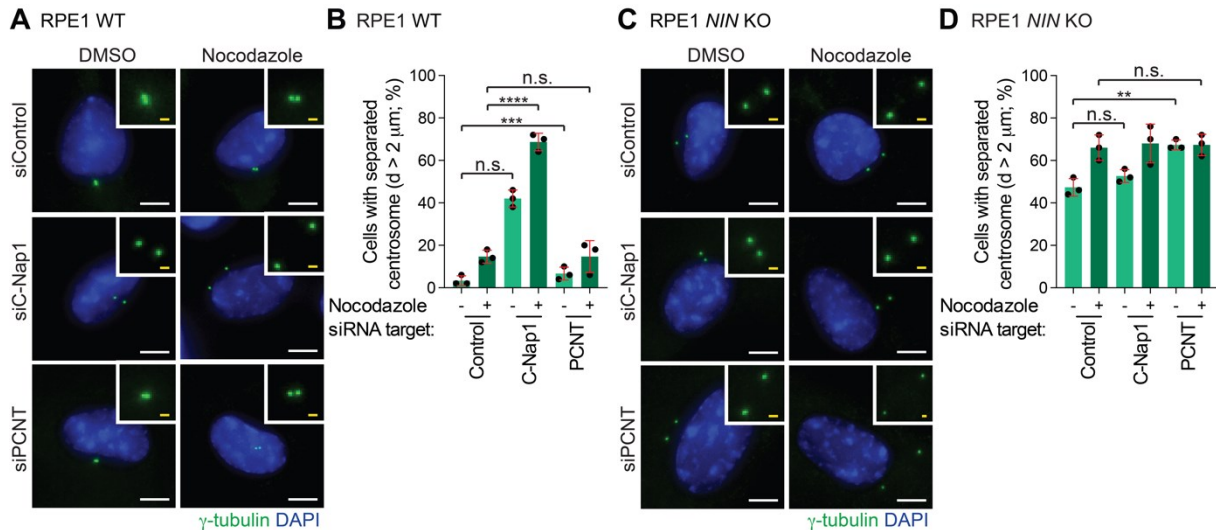 A RPE1 WT
DMSO
Nocodazole
siControl
siC-Nap1
siPCNT
γ-tubulin DAPI
B RPE1 WT
Cells with separated
centrosome (d > 2 μm; %)
100
80
60
40
20
0
n.s.
****
***
n.s.
Nocodazole - + - + - +
siRNA target:
Control
C-Nap1
PCNT
C RPE1 NIN KO
DMSO
Nocodazole
siControl
siC-Nap1
siPCNT
γ-tubulin DAPI
D RPE1 NIN KO
Cells with separated
centrosome (d > 2 μm; %)
100
80
60
40
20
0
n.s.
**
n.s.
Nocodazole - + - + - +
siRNA target:
Control
C-Nap1
PCNT